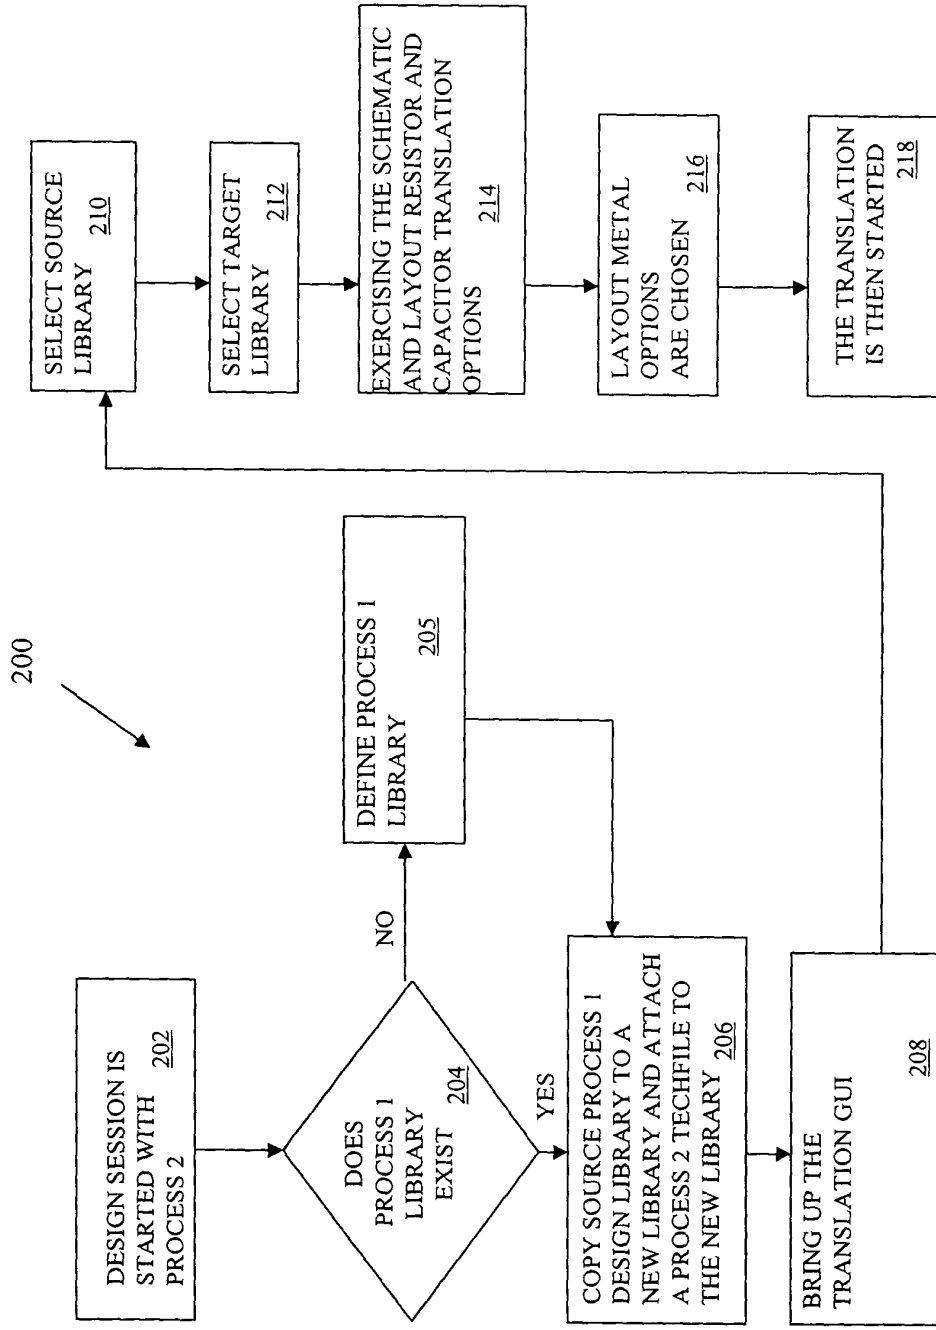 200
DESIGN SESSION IS
STARTED WITH
PROCESS 2
202
DOES
PROCESS 1
LIBRARY
EXIST
204
NO
YES
DEFINE PROCESS 1
LIBRARY
205
COPY SOURCE PROCESS 1
DESIGN LIBRARY TO A
NEW LIBRARY AND ATTACH
A PROCESS 2 TECHFILE TO
THE NEW LIBRARY
206
BRING UP THE
TRANSLATION GUI
208
SELECT SOURCE
LIBRARY
210
SELECT TARGET
LIBRARY
212
EXERCISING THE SCHEMATIC
AND LAYOUT RESISTOR AND
CAPACITOR TRANSLATION
OPTIONS
214
LAYOUT METAL
OPTIONS
ARE CHOSEN
216
THE TRANSLATION
IS THEN STARTED
218